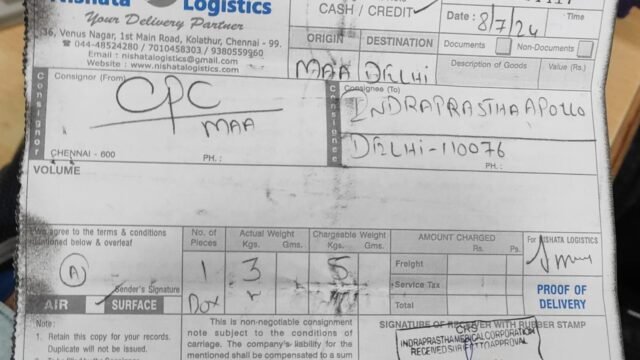 Nishata
Logistics
Your Delivery Partner
36, Venus Nagar, 1st Main Road, Kolathur, Chennai - 99.
☎ 044-48524280 / 7010458303 / 9380559960
Email : nishatalogistics@gmail.com
Website : www.nishatalogistics.com
CASH / CREDIT
Date : 8/7/24
Time
ORIGIN
DESTINATION
MAA
DELHI
Documents
Non-Documents
Description of Goods
Value (Rs.)
Consignor
Consignor (From)
CPC
MAA
CHENNAI - 600
PH. :
Consignee
Consignee (To)
INDRAPRASTHA APOLLO
DELHI-110076
PH. :
VOLUME
We agree to the terms & conditions
mentioned below & overleaf
A
Sender's Signature
AIR
SURFACE
No. of
Pieces
1
Box
Actual Weight
Kgs.
Gms.
3
Chargeable Weight
Kgs.
Gms.
5
AMOUNT CHARGED
Rs.
Ps.
Freight
Service Tax
Total
For NISHATA LOGISTICS
PROOF OF
DELIVERY
Note :
1. Retain this copy for your records.
Duplicate will not be issued.
This is non-negotiable consignment
note subject to the conditions of
carriage. The company's liability for
the mentioned shall be compensated to a sum
SIGNATURE OF RECEIVER WITH RUBBER STAMP
CRS
INDRAPRASTHA MEDICAL CORPORATION
RECEIVED SUBJECT TO APPROVAL